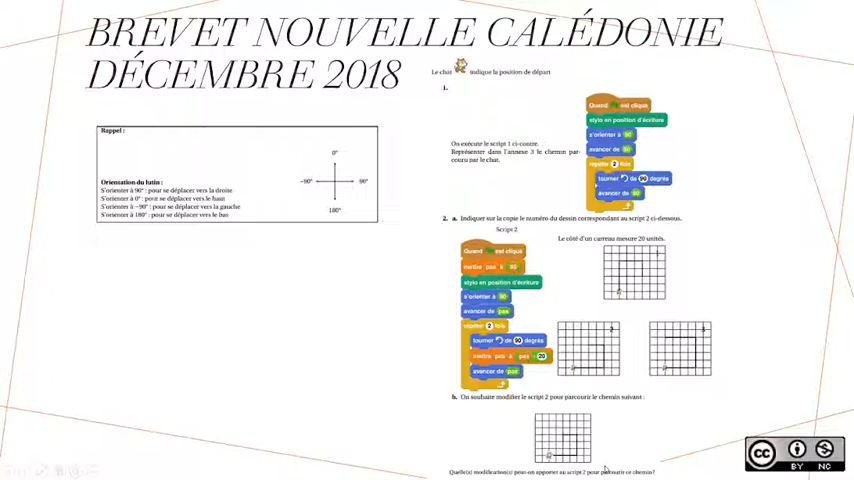 BREVET NOUVELLE CALÉDONIE
DÉCEMBRE 2018
Rappel :
0°
−90°
90°
180°
Orientation du lutin :
S'orienter à 90° : pour se déplacer vers la droite
S'orienter à 0° : pour se déplacer vers le haut
S'orienter à −90° : pour se déplacer vers la gauche
S'orienter à 180° : pour se déplacer vers le bas
Le chat indique la position de départ
1.
On exécute le script 1 ci-contre.
Représenter dans l'annexe 3 le chemin par-
couru par le chat.
Quand est cliqué
stylo en position d'écriture
s'orienter à 90
avancer de 80
répéter 2 fois
tourner de 90 degrés
avancer de 80
2. a. Indiquer sur la copie le numéro du dessin correspondant au script 2 ci-dessous.
Script 2
Quand est cliqué
mettre pas à 80
stylo en position d'écriture
s'orienter à 90
avancer de pas
répéter 2 fois
tourner de 90 degrés
mettre pas à pas 20
avancer de pas
Le côté d'un carreau mesure 20 unités.
1
2
3
b. On souhaite modifier le script 2 pour parcourir le chemin suivant :
Quelle(s) modification(s) peut-on apporter au script 2 pour parcourir ce chemin?
cc
BY NC